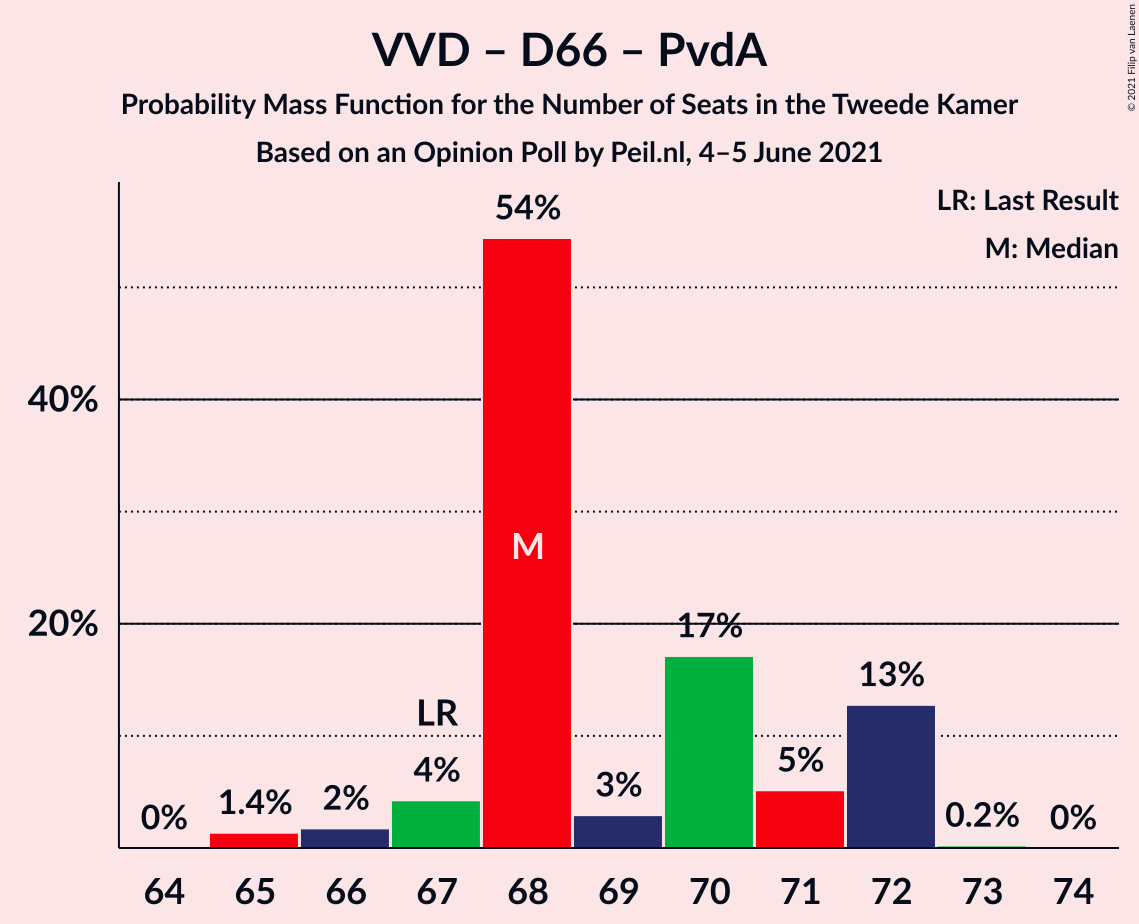 VVD – D66 – PvdA
Probability Mass Function for the Number of Seats in the Tweede Kamer
Based on an Opinion Poll by Peil.nl, 4–5 June 2021
© 2021 Filip van Laenen
LR: Last Result
M: Median
54%
40%
M
20%
17%
13%
LR
5%
4%
3%
2%
1.4%
0%
0.2%
0%
64 65 66 67 68 69 70 71 72 73 74